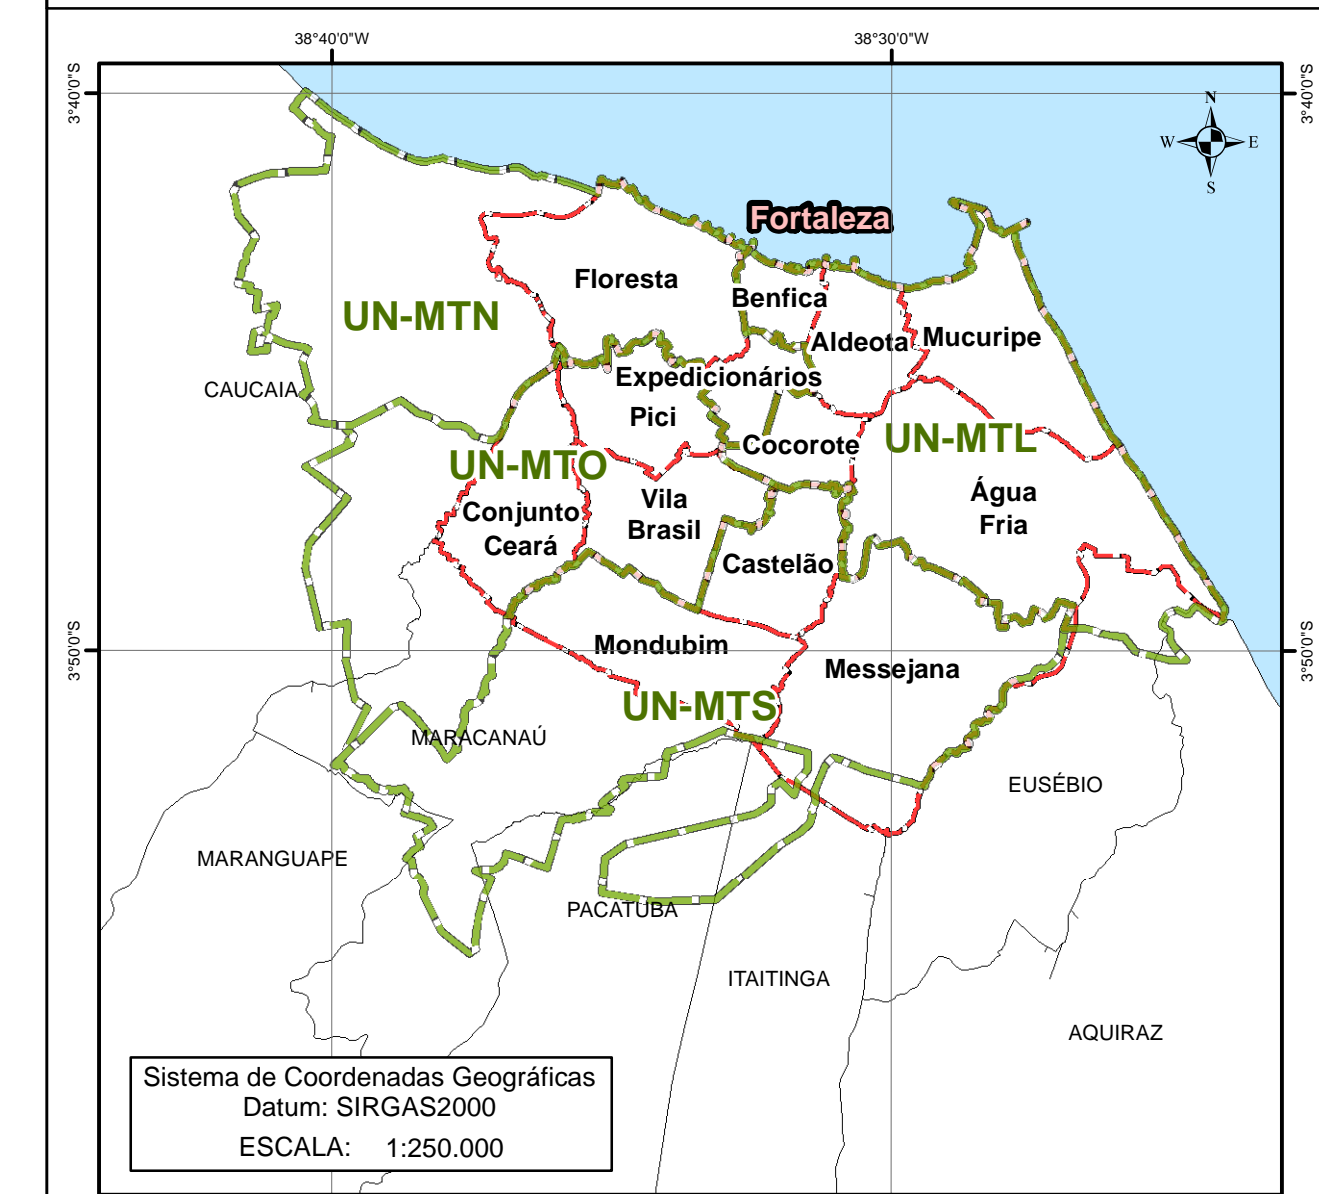 38°40'0"W
38°30'0"W
3°40'0"S
3°40'0"S
N
W
E
S
Fortaleza
Floresta
Benfica
UN-MTN
Aldeota
Mucuripe
CAUCAIA
Expedicionários
Pici
Cocorote
UN-MTL
UN-MTO
Água
Fria
Vila
Brasil
Conjunto
Ceará
Castelão
3°50'0"S
3°50'0"S
Mondubim
Messejana
UN-MTS
MARACANAÚ
EUSÉBIO
MARANGUAPE
PACATUBA
ITAITINGA
AQUIRAZ
Sistema de Coordenadas Geográficas
Datum: SIRGAS2000
ESCALA: 1:250.000